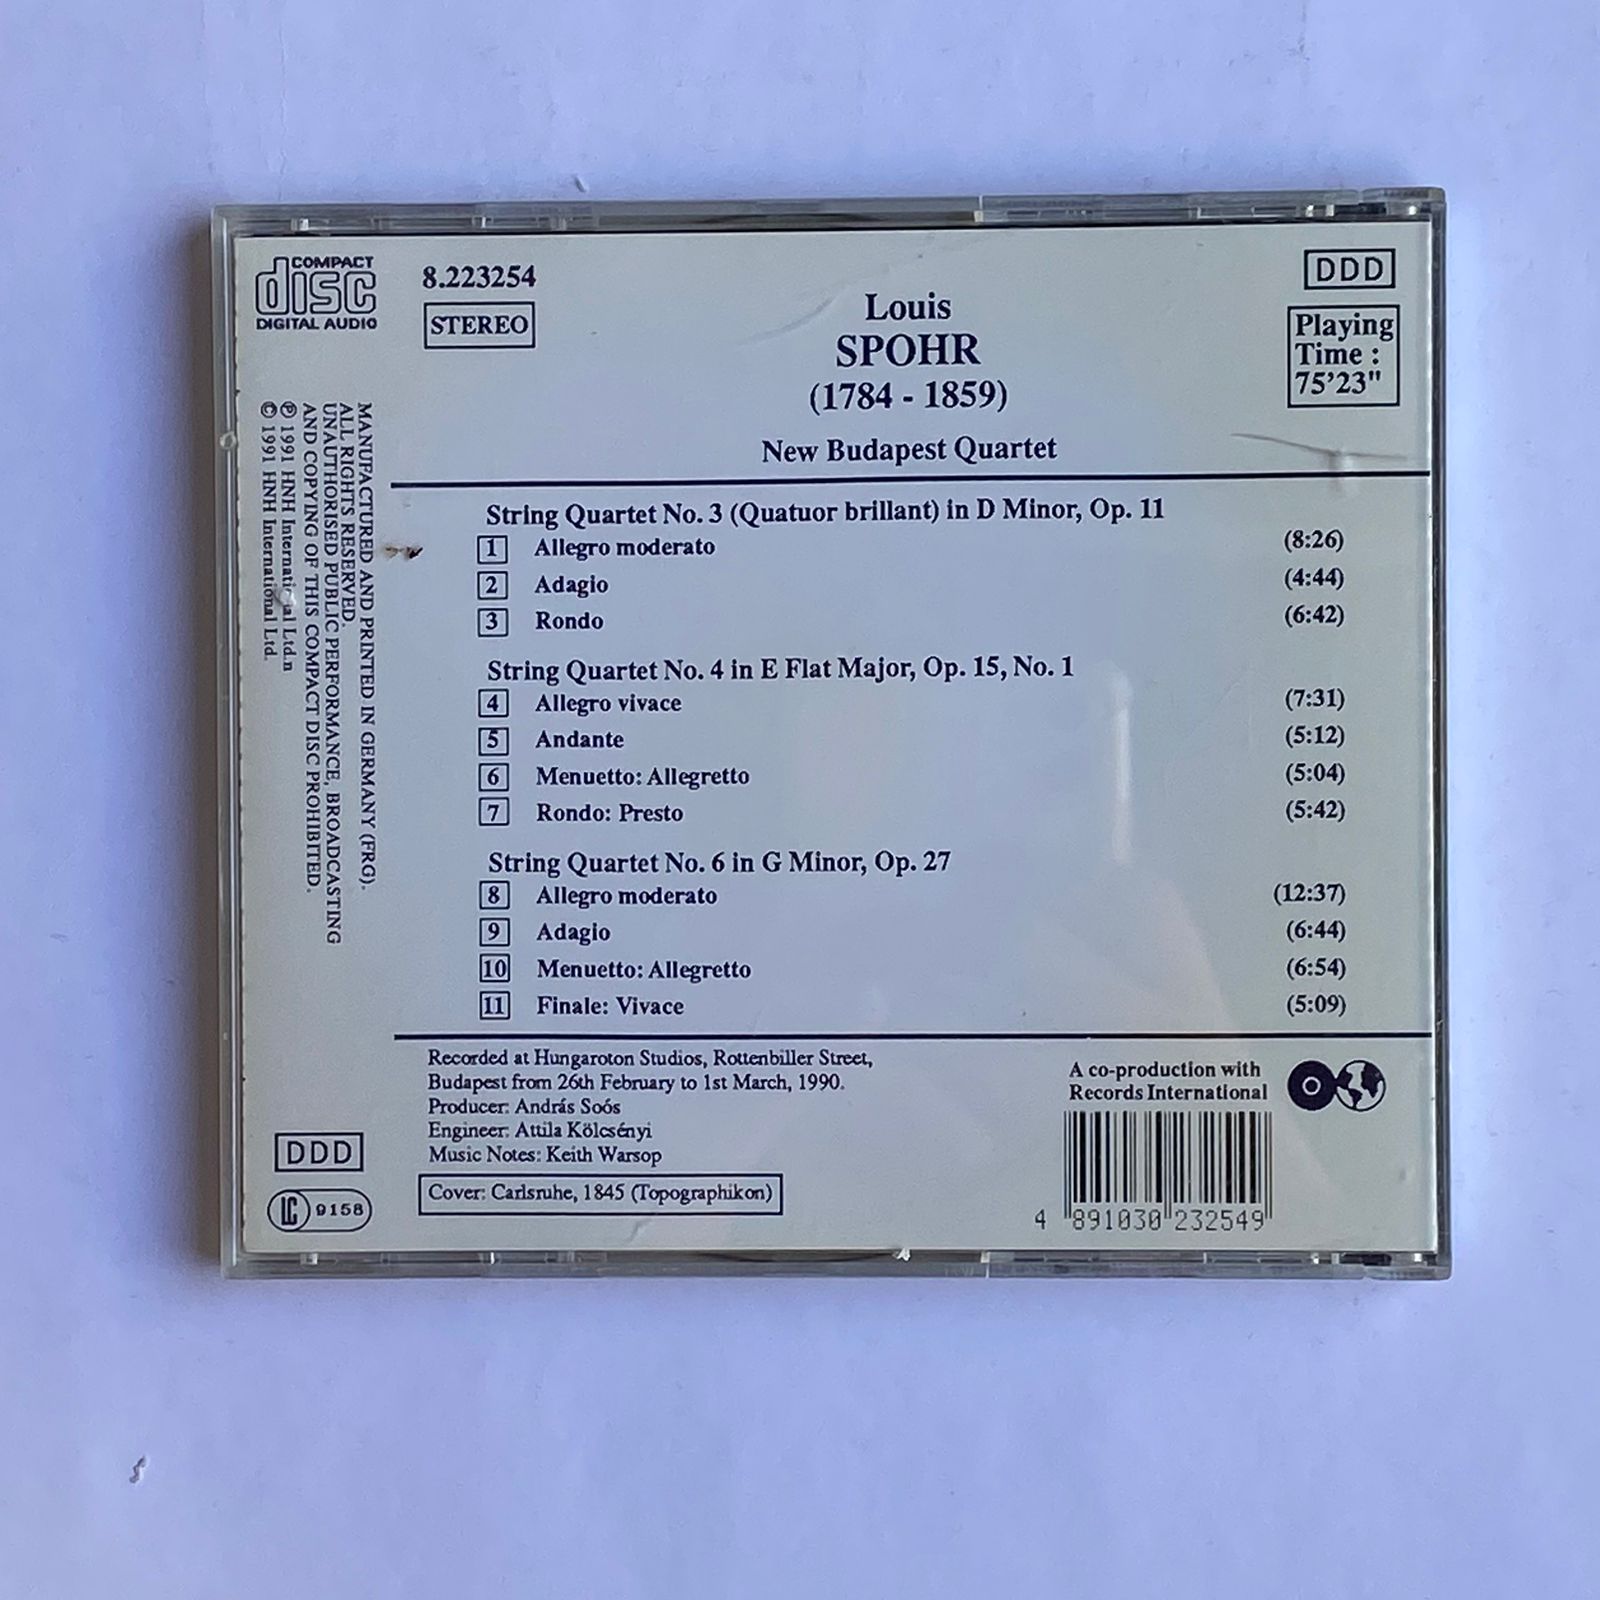 COMPACT
disc
DIGITAL AUDIO
8.223254
STEREO
DDD
Playing
Time :
75'23"
Louis
SPOHR
(1784 - 1859)
New Budapest Quartet
String Quartet No. 3 (Quatuor brillant) in D Minor, Op. 11
1 Allegro moderato (8:26)
2 Adagio (4:44)
3 Rondo (6:42)
String Quartet No. 4 in E Flat Major, Op. 15, No. 1
4 Allegro vivace (7:31)
5 Andante (5:12)
6 Menuetto: Allegretto (5:04)
7 Rondo: Presto (5:42)
String Quartet No. 6 in G Minor, Op. 27
8 Allegro moderato (12:37)
9 Adagio (6:44)
10 Menuetto: Allegretto (6:54)
11 Finale: Vivace (5:09)
Recorded at Hungaroton Studios, Rottenbiller Street,
Budapest from 26th February to 1st March, 1990.
Producer: András Soós
Engineer: Attila Kölcsényi
Music Notes: Keith Warsop
Cover: Carlsruhe, 1845 (Topographikon)
A co-production with
Records International
4 891030 232549
MANUFACTURED AND PRINTED IN GERMANY (FRG).
ALL RIGHTS RESERVED.
UNAUTHORISED PUBLIC PERFORMANCE, BROADCASTING
AND COPYING OF THIS COMPACT DISC PROHIBITED.
℗ 1991 HNH International Ltd.n
© 1991 HNH International Ltd.
DDD
LC 9158